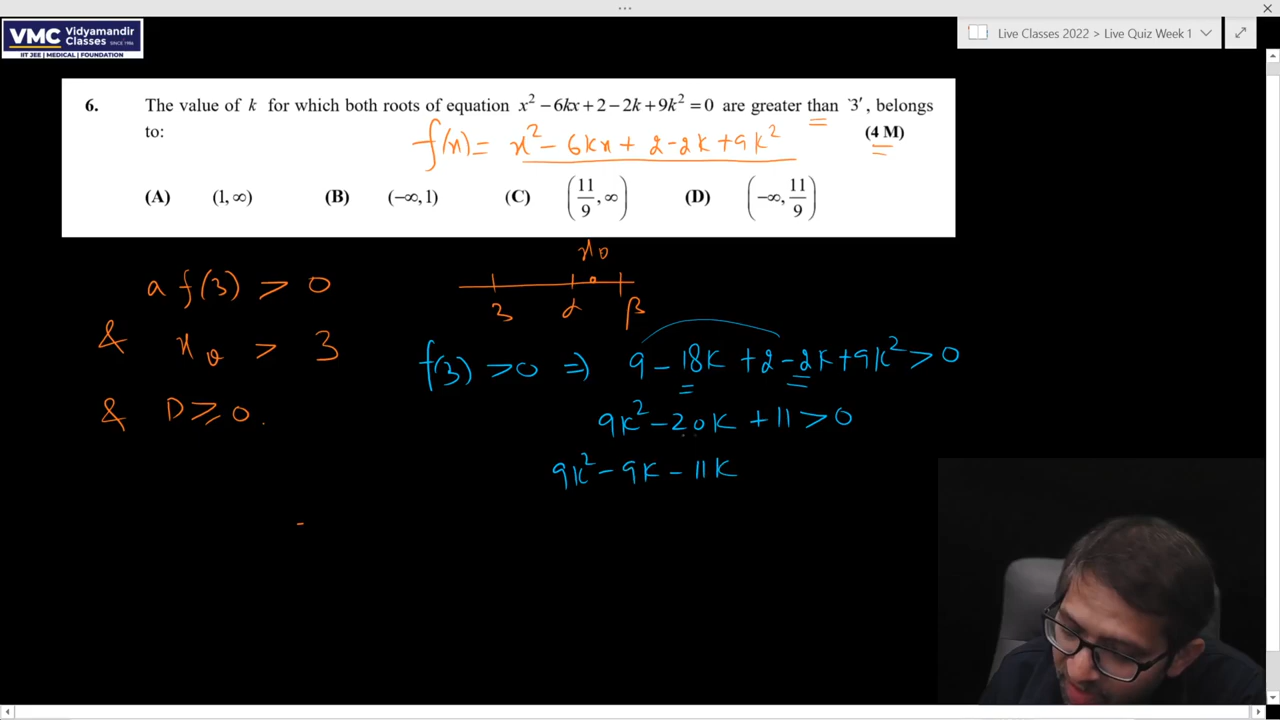 VMC Vidyamandir Classes SINCE 1986
IIT JEE | MEDICAL | FOUNDATION
Live Classes 2022 > Live Quiz Week 1
6. The value of k for which both roots of equation x² − 6kx + 2 − 2k + 9k² = 0 are greater than `3′, belongs
to: (4 M)
f(x) = x² − 6kx + 2 − 2k + 9k²
(A) (1, ∞) (B) (−∞, 1) (C) (11/9, ∞) (D) (−∞, 11/9)
x₀
3 α β
a f(3) > 0
& x₀ > 3
& D ≥ 0.
f(3) > 0 ⇒ 9 − 18k + 2 − 2k + 9k² > 0
9k² − 20k + 11 > 0
9k² − 9k − 11k